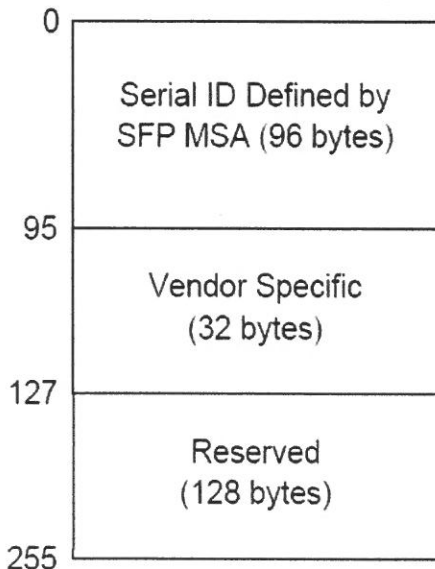 0
Serial ID Defined by
SFP MSA (96 bytes)
95
Vendor Specific
(32 bytes)
127
Reserved
(128 bytes)
255